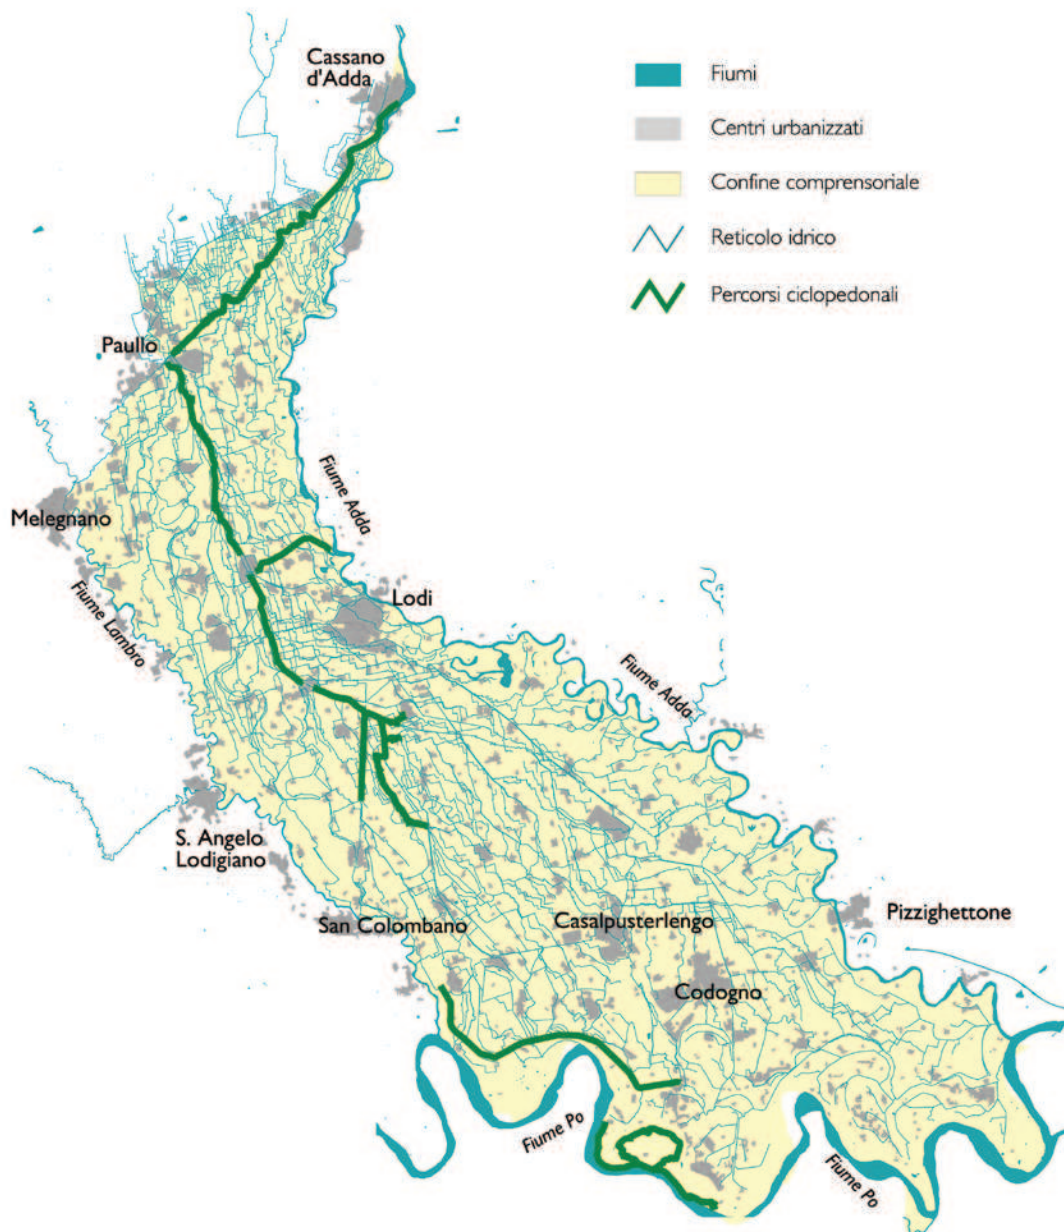 Cassano
d'Adda
Fiumi
Centri urbanizzati
Confine comprensoriale
Reticolo idrico
Percorsi ciclopedonali
Paullo
Fiume Adda
Melegnano
Fiume Lambro
Lodi
Fiume Adda
S. Angelo
Lodigiano
San Colombano
Casalpusterlengo
Pizzighettone
Codogno
Fiume Po
Fiume Po